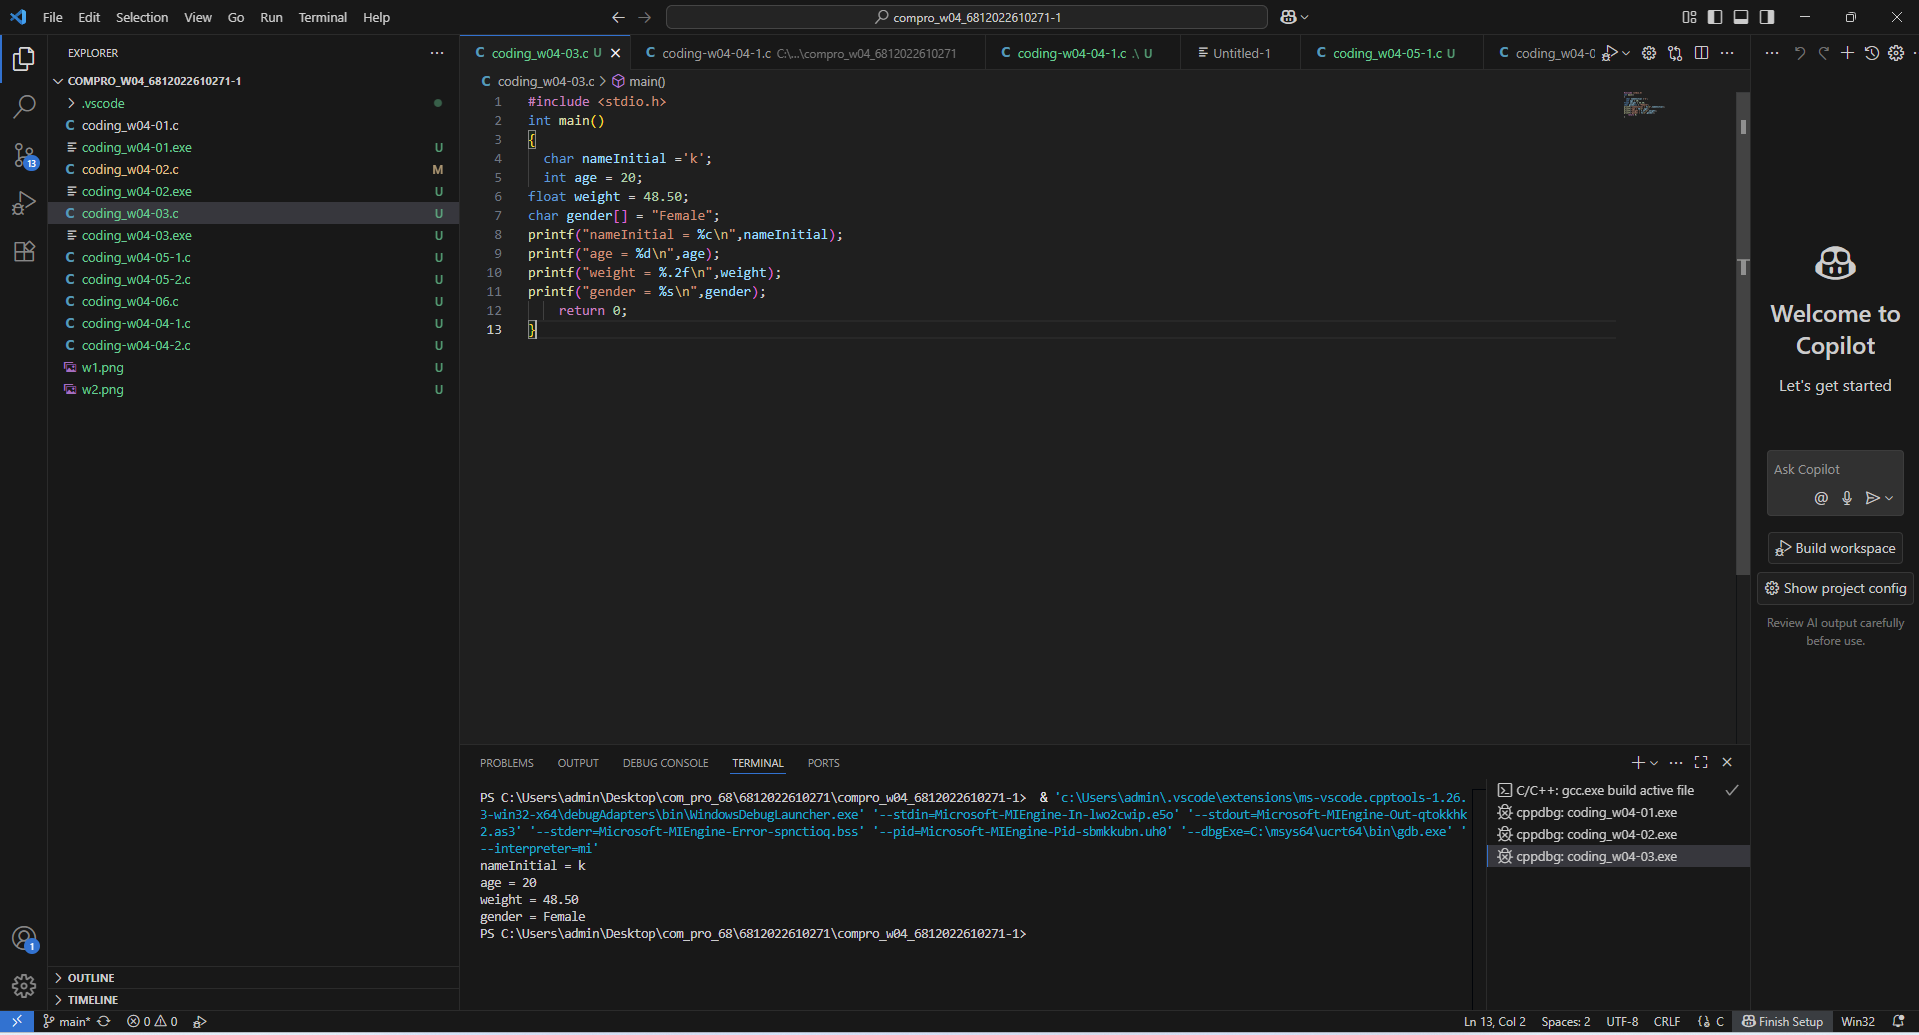 File Edit Selection View Go Run Terminal Help
compro_w04_6812022610271-1
EXPLORER
COMPRO_W04_6812022610271-1
.vscode
coding_w04-01.c
coding_w04-01.exe U
coding_w04-02.c M
coding_w04-02.exe U
coding_w04-03.c U
coding_w04-03.exe U
coding_w04-05-1.c U
coding_w04-05-2.c U
coding_w04-06.c U
coding-w04-04-1.c U
coding-w04-04-2.c U
w1.png U
w2.png U
OUTLINE
TIMELINE
13
1
coding_w04-03.c U
coding-w04-04-1.c C:\...\compro_w04_6812022610271
coding-w04-04-1.c .\ U
Untitled-1
coding_w04-05-1.c U
coding_w04-0
coding_w04-03.c > main()
1 #include <stdio.h>
2 int main()
3 {
4 char nameInitial ='k';
5 int age = 20;
6 float weight = 48.50;
7 char gender[] = "Female";
8 printf("nameInitial = %c\n",nameInitial);
9 printf("age = %d\n",age);
10 printf("weight = %.2f\n",weight);
11 printf("gender = %s\n",gender);
12 return 0;
13 }
PROBLEMS OUTPUT DEBUG CONSOLE TERMINAL PORTS
PS C:\Users\admin\Desktop\com_pro_68\6812022610271\compro_w04_6812022610271-1> & 'c:\Users\admin\.vscode\extensions\ms-vscode.cpptools-1.26.
3-win32-x64\debugAdapters\bin\WindowsDebugLauncher.exe' '--stdin=Microsoft-MIEngine-In-lwo2cwip.e5o' '--stdout=Microsoft-MIEngine-Out-qtokkhk
2.as3' '--stderr=Microsoft-MIEngine-Error-spnctioq.bss' '--pid=Microsoft-MIEngine-Pid-sbmkkubn.uh0' '--dbgExe=C:\msys64\ucrt64\bin\gdb.exe' '
--interpreter=mi'
nameInitial = k
age = 20
weight = 48.50
gender = Female
PS C:\Users\admin\Desktop\com_pro_68\6812022610271\compro_w04_6812022610271-1>
C/C++: gcc.exe build active file
cppdbg: coding_w04-01.exe
cppdbg: coding_w04-02.exe
cppdbg: coding_w04-03.exe
Welcome to
Copilot
Let's get started
Ask Copilot
Build workspace
Show project config
Review AI output carefully
before use.
main* 0 0
Ln 13, Col 2 Spaces: 2 UTF-8 CRLF {} C Finish Setup Win32